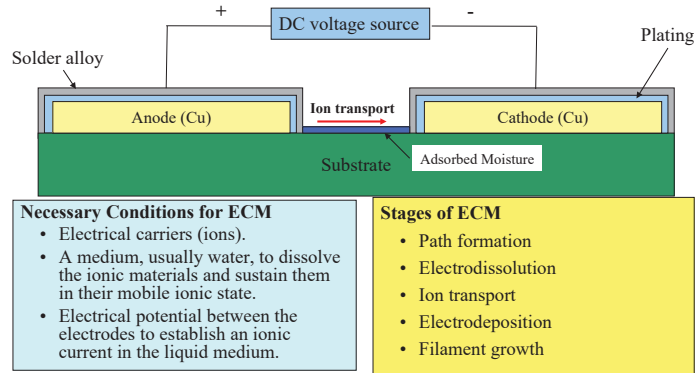 +
DC voltage source
-
Solder alloy
Plating
Ion transport
Anode (Cu)
Cathode (Cu)
Adsorbed Moisture
Substrate
Necessary Conditions for ECM
• Electrical carriers (ions).
• A medium, usually water, to dissolve
the ionic materials and sustain them
in their mobile ionic state.
• Electrical potential between the
electrodes to establish an ionic
current in the liquid medium.
Stages of ECM
• Path formation
• Electrodissolution
• Ion transport
• Electrodeposition
• Filament growth